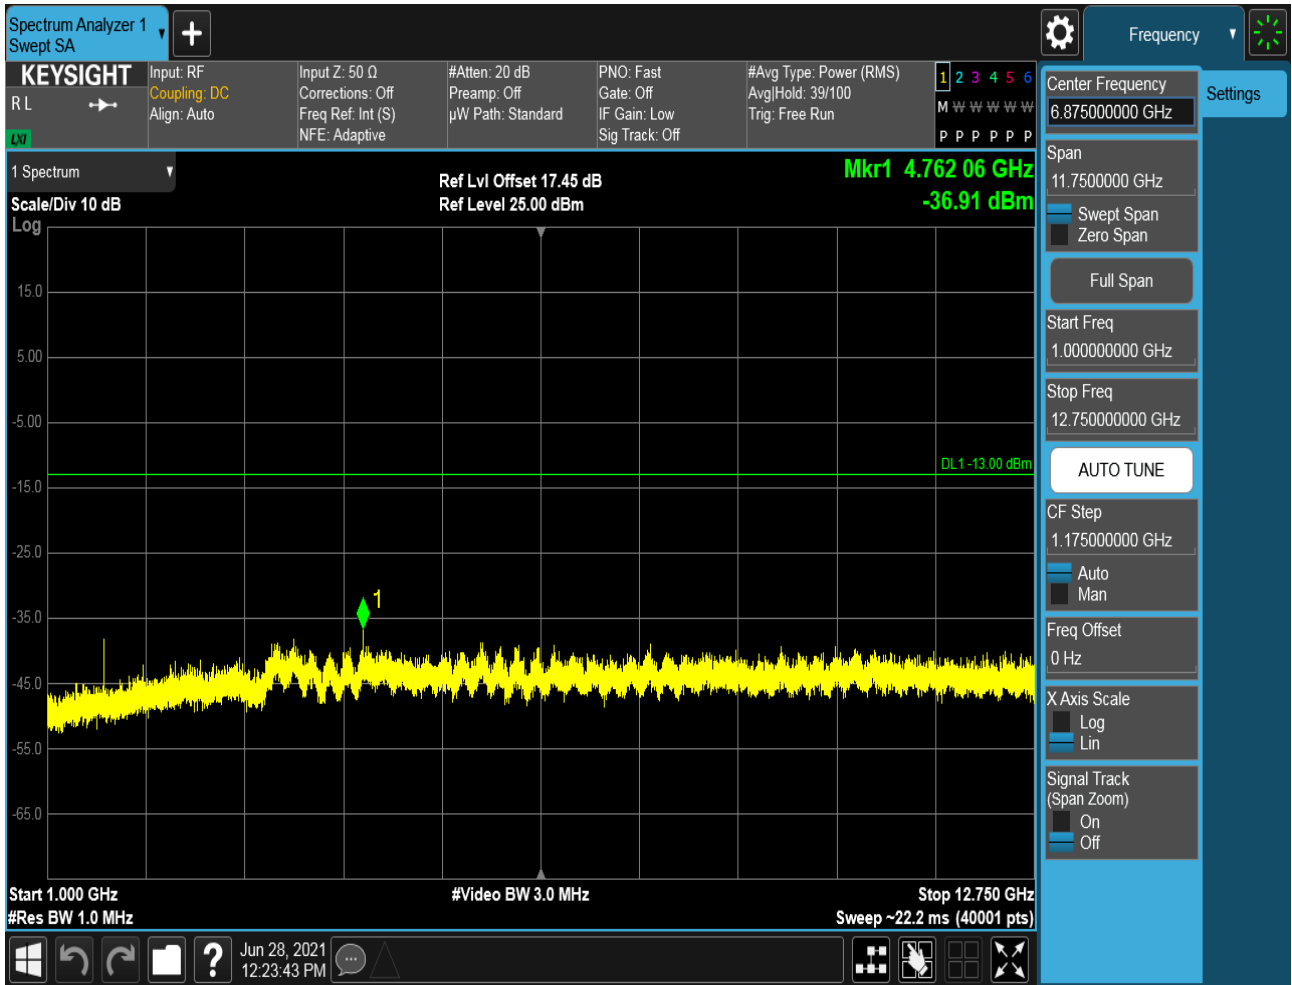 Spectrum Analyzer 1
Swept SA
Frequency
KEYSIGHT
R L
LXI
Input: RF
Coupling: DC
Align: Auto
Input Z: 50 Ω
Corrections: Off
Freq Ref: Int (S)
NFE: Adaptive
#Atten: 20 dB
Preamp: Off
µW Path: Standard
PNO: Fast
Gate: Off
IF Gain: Low
Sig Track: Off
#Avg Type: Power (RMS)
Avg|Hold: 39/100
Trig: Free Run
1 2 3 4 5 6
M W W W W W
P P P P P P
1 Spectrum
Scale/Div 10 dB
Log
Ref Lvl Offset 17.45 dB
Ref Level 25.00 dBm
Mkr1 4.762 06 GHz
-36.91 dBm
15.0
5.00
-5.00
-15.0
-25.0
-35.0
-45.0
-55.0
-65.0
DL1 -13.00 dBm
1
Start 1.000 GHz
#Res BW 1.0 MHz
#Video BW 3.0 MHz
Stop 12.750 GHz
Sweep ~22.2 ms (40001 pts)
Jun 28, 2021
12:23:43 PM
Center Frequency
6.875000000 GHz
Settings
Span
11.7500000 GHz
Swept Span
Zero Span
Full Span
Start Freq
1.000000000 GHz
Stop Freq
12.750000000 GHz
AUTO TUNE
CF Step
1.175000000 GHz
Auto
Man
Freq Offset
0 Hz
X Axis Scale
Log
Lin
Signal Track
(Span Zoom)
On
Off